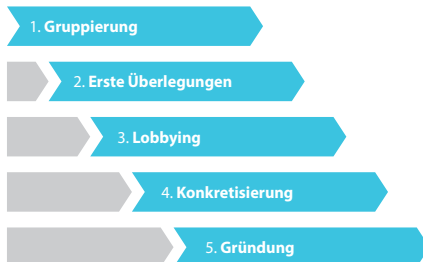 1. Gruppierung
2. Erste Überlegungen
3. Lobbying
4. Konkretisierung
5. Gründung